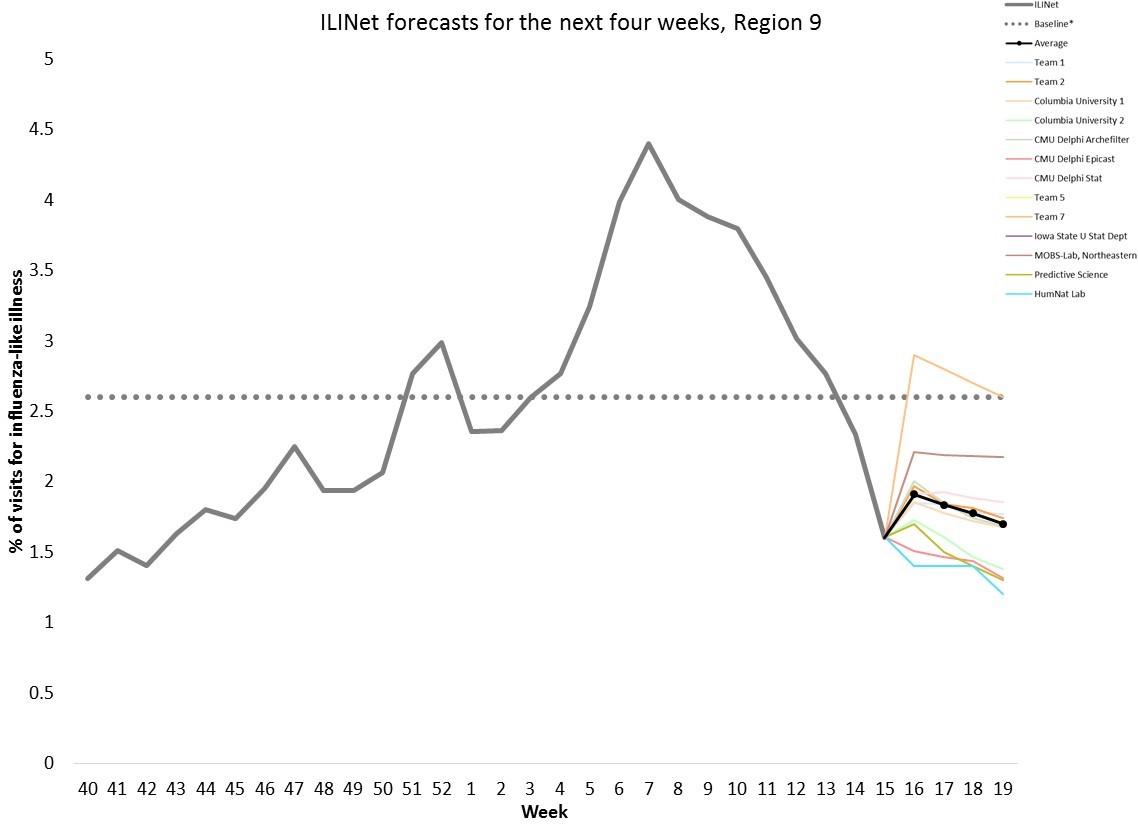 ILINet forecasts for the next four weeks, Region 9
ILINet
Baseline*
Average
Team 1
Team 2
Columbia University 1
Columbia University 2
CMU Delphi Archefilter
CMU Delphi Epicast
CMU Delphi Stat
Team 5
Team 7
Iowa State U Stat Dept
MOBS-Lab, Northeastern
Predictive Science
HumNat Lab
% of visits for influenza-like illness
5
4.5
4
3.5
3
2.5
2
1.5
1
0.5
0
40 41 42 43 44 45 46 47 48 49 50 51 52 1 2 3 4 5 6 7 8 9 10 11 12 13 14 15 16 17 18 19
Week